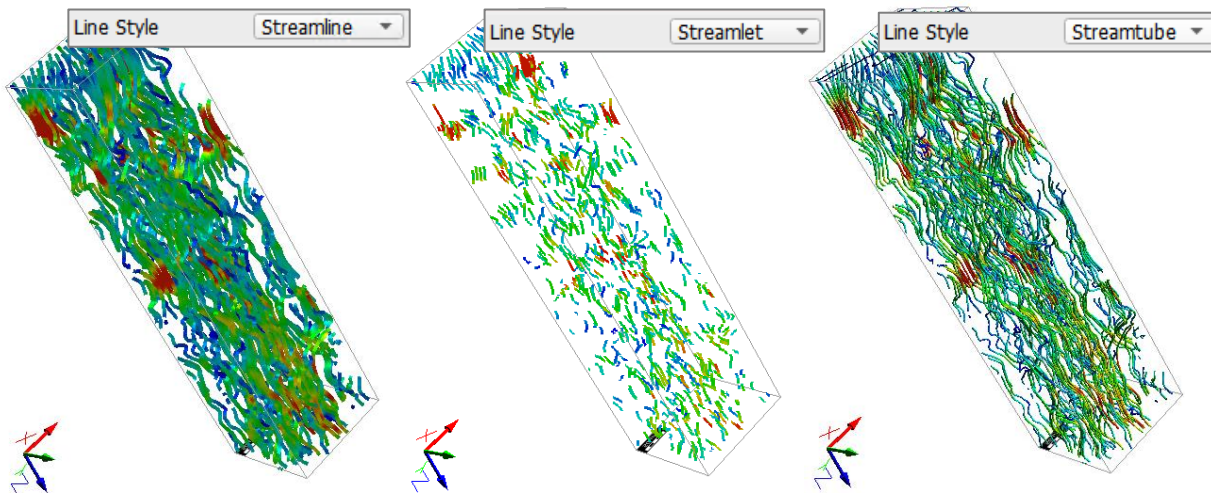 Line Style Streamline
Line Style Streamlet
Line Style Streamtube
X
Y
Z
X
Y
Z
X
Y
Z